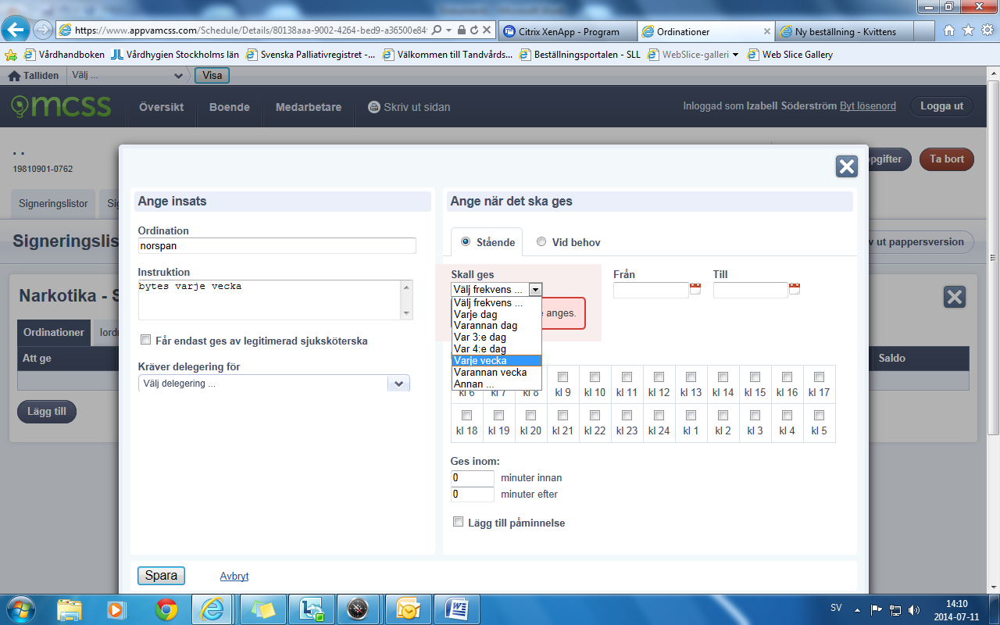 https://www.appvamcss.com/Schedule/Details/80138aaa-9002-4264-bed9-a36500e84
Citrix XenApp - Program
Ordinationer
Ny beställning - Kvittens
Vårdhandboken
Vårdhygien Stockholms län
Svenska Palliativregistret -...
Välkommen till Tandvårds...
Beställningsportalen - SLL
WebSlice-galleri
Web Slice Gallery
Talliden
Välj ...
Visa
mcss
Översikt
Boende
Medarbetare
Skriv ut sidan
Inloggad som Izabell Söderström Byt lösenord
Logga ut
. .
19810901-0762
pgifter
Ta bort
Signeringslistor
Sig
Signeringslis
v ut pappersversion
Narkotika - S
Ordinationer
Iord
Att ge
Saldo
Lägg till
Ange insats
Ordination
norspan
Instruktion
bytes varje vecka
Får endast ges av legitimerad sjuksköterska
Kräver delegering för
Välj delegering ...
Ange när det ska ges
Stående
Vid behov
Skall ges
Från
Till
Välj frekvens ...
Välj frekvens ...
Varje dag
Varannan dag
Var 3:e dag
Var 4:e dag
Varje vecka
Varannan vecka
Annan ...
anges.
kl 6 kl 7 kl 8 kl 9 kl 10 kl 11 kl 12 kl 13 kl 14 kl 15 kl 16 kl 17
kl 18 kl 19 kl 20 kl 21 kl 22 kl 23 kl 24 kl 1 kl 2 kl 3 kl 4 kl 5
Ges inom:
0 minuter innan
0 minuter efter
Lägg till påminnelse
Spara
Avbryt
SV
14:10
2014-07-11